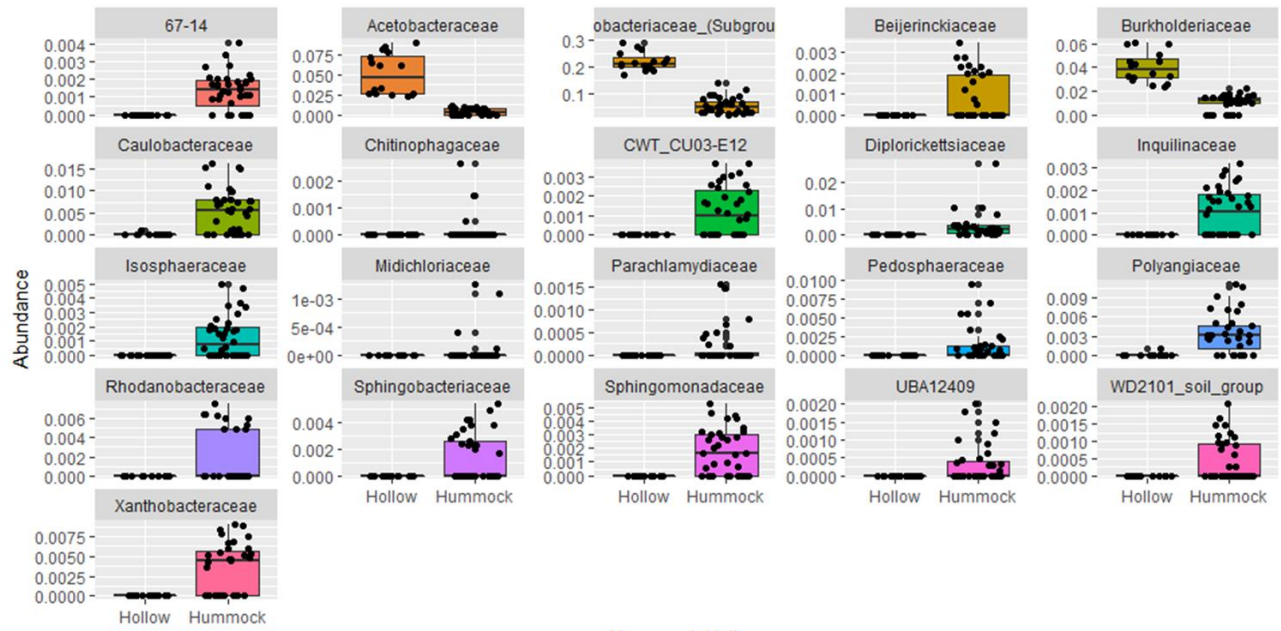 67-14 Acetobacteraceae obacteriaceae_(Subgrou Beijerinckiaceae Burkholderiaceae
0.004 0.003 0.002 0.001 0.000
0.075 0.050 0.025 0.000
0.3 0.2 0.1
0.003 0.002 0.001 0.000
0.06 0.04 0.02 0.00
Caulobacteraceae Chitinophagaceae CWT_CU03-E12 Diplorickettsiaceae Inquilinaceae
0.015 0.010 0.005 0.000
0.002 0.001 0.000
0.003 0.002 0.001 0.000
0.02 0.01 0.00
0.003 0.002 0.001 0.000
Abundance
Isosphaeraceae Midichloriaceae Parachlamydiaceae Pedosphaeraceae Polyangiaceae
0.005 0.004 0.003 0.002 0.001 0.000
1e-03 5e-04 0e+00
0.0015 0.0010 0.0005 0.0000
0.0100 0.0075 0.0050 0.0025 0.0000
0.009 0.006 0.003 0.000
Rhodanobacteraceae Sphingobacteriaceae Sphingomonadaceae UBA12409 WD2101_soil_group
0.006 0.004 0.002 0.000
0.004 0.002 0.000
0.005 0.004 0.003 0.002 0.001 0.000
0.0020 0.0015 0.0010 0.0005 0.0000
0.0020 0.0015 0.0010 0.0005 0.0000
Hollow Hummock Hollow Hummock Hollow Hummock Hollow Hummock
Xanthobacteraceae
0.0075 0.0050 0.0025 0.0000
Hollow Hummock